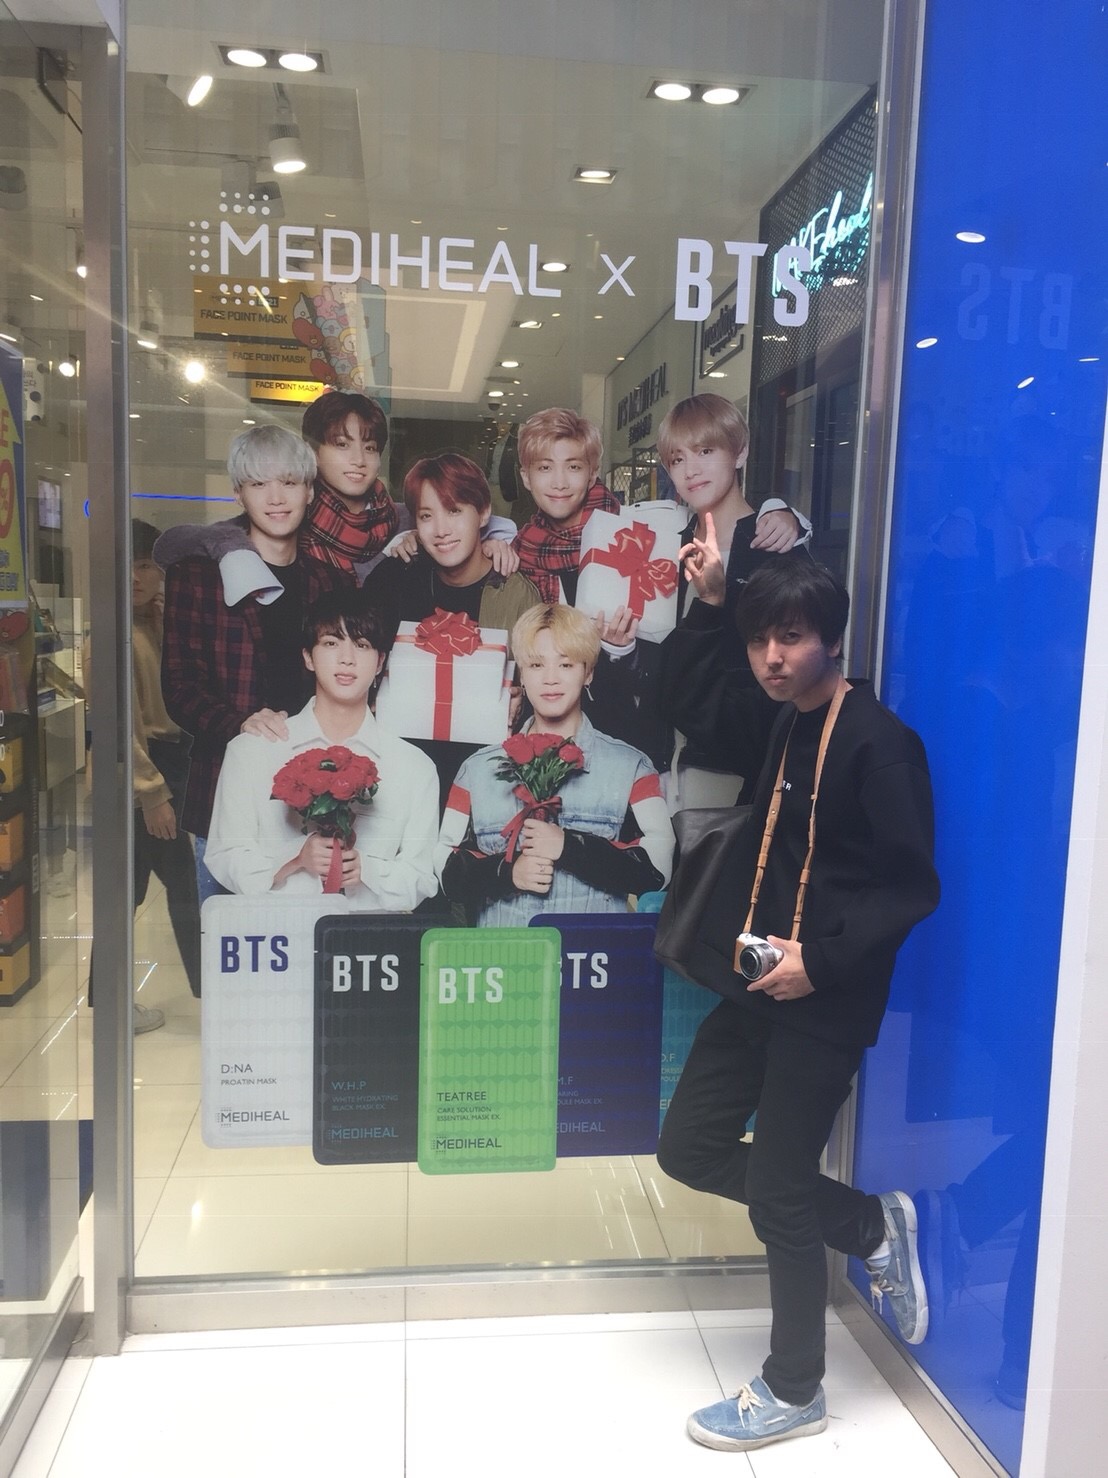 MEDIHEAL x BTS
FACE POINT MASK
FACE POINT MASK
FACE POINT MASK
BTS
D:NA
PROATIN MASK
MEDIHEAL
BTS
W.H.P
WHITE HYDRATING
BLACK MASK EX.
MEDIHEAL
BTS
TEATREE
CARE SOLUTION
ESSENTIAL MASK EX.
MEDIHEAL
BTS
MEDIHEAL
BTS